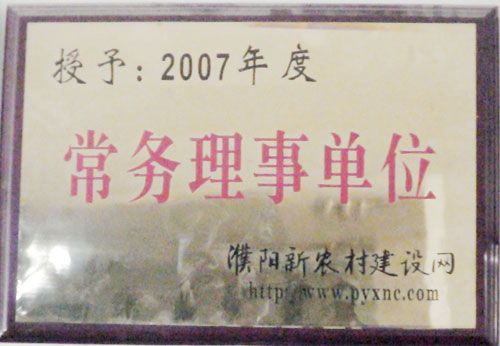 授予：2007年度
常务理事单位
濮阳新农村建设网
http://www.pyxnc.com